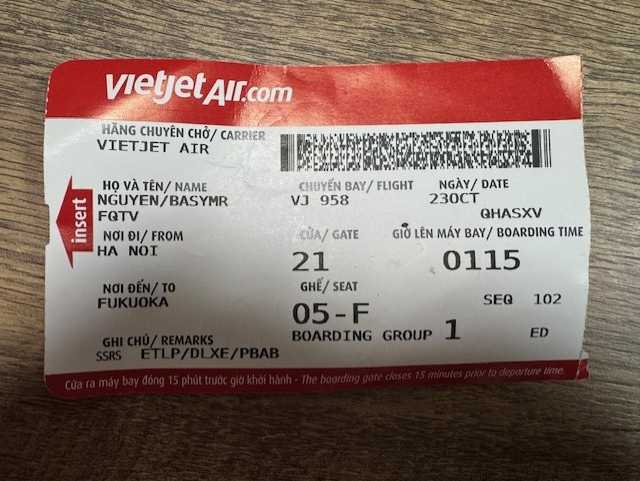 vietjetAir.com
HÃNG CHUYÊN CHỞ/ CARRIER
VIETJET AIR
HỌ VÀ TÊN/ NAME CHUYẾN BAY/ FLIGHT NGÀY/ DATE
NGUYEN/BASYMR VJ 958 23OCT
FQTV QHASXV
NƠI ĐI/ FROM CỬA/ GATE GIỜ LÊN MÁY BAY/ BOARDING TIME
HA NOI 21 0115
NƠI ĐẾN/ TO GHẾ/ SEAT
FUKUOKA 05-F SEQ 102
GHI CHÚ/ REMARKS BOARDING GROUP 1 ED
SSRS ETLP/DLXE/PBAB
insert
Cửa ra máy bay đóng 15 phút trước giờ khởi hành - The boarding gate closes 15 minutes prior to departure time.